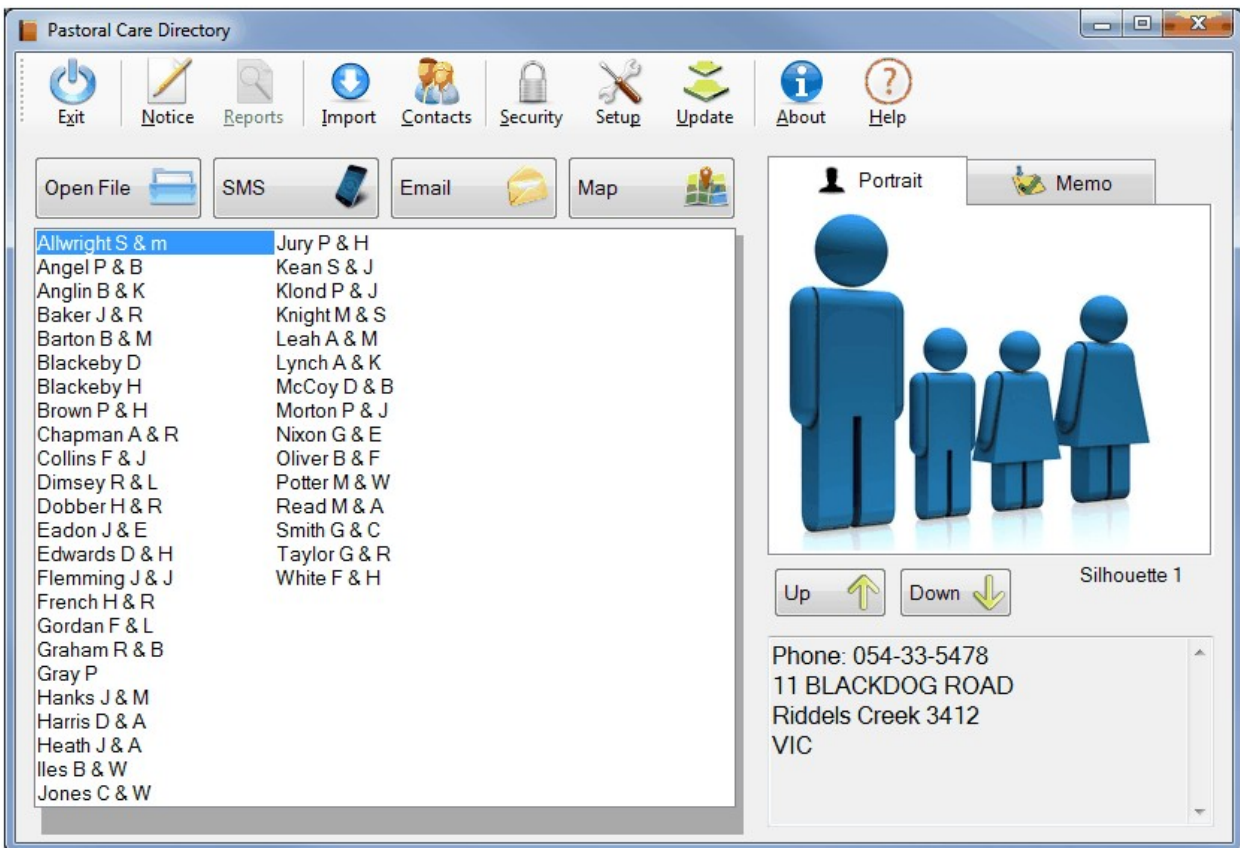 Pastoral Care Directory
Exit Notice Reports Import Contacts Security Setup Update About Help
Open File SMS Email Map
Portrait Memo
Allwright S & m
Angel P & B
Anglin B & K
Baker J & R
Barton B & M
Blackeby D
Blackeby H
Brown P & H
Chapman A & R
Collins F & J
Dimsey R & L
Dobber H & R
Eadon J & E
Edwards D & H
Flemming J & J
French H & R
Gordan F & L
Graham R & B
Gray P
Hanks J & M
Harris D & A
Heath J & A
Iles B & W
Jones C & W
Jury P & H
Kean S & J
Klond P & J
Knight M & S
Leah A & M
Lynch A & K
McCoy D & B
Morton P & J
Nixon G & E
Oliver B & F
Potter M & W
Read M & A
Smith G & C
Taylor G & R
White F & H
Silhouette 1
Up Down
Phone: 054-33-5478
11 BLACKDOG ROAD
Riddels Creek 3412
VIC